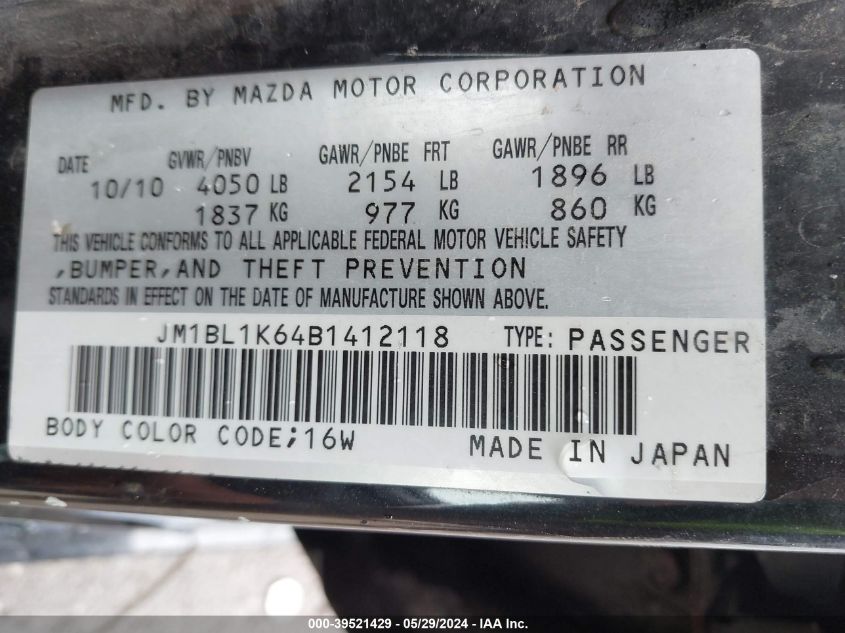 MFD. BY MAZDA MOTOR CORPORATION
DATE GVWR/PNBV GAWR/PNBE FRT GAWR/PNBE RR
10/10 4050 LB 2154 LB 1896 LB
1837 KG 977 KG 860 KG
THIS VEHICLE CONFORMS TO ALL APPLICABLE FEDERAL MOTOR VEHICLE SAFETY
,BUMPER,AND THEFT PREVENTION
STANDARDS IN EFFECT ON THE DATE OF MANUFACTURE SHOWN ABOVE.
JM1BL1K64B1412118 TYPE: PASSENGER
BODY COLOR CODE;16W MADE IN JAPAN
000-39521429 - 05/29/2024 - IAA Inc.